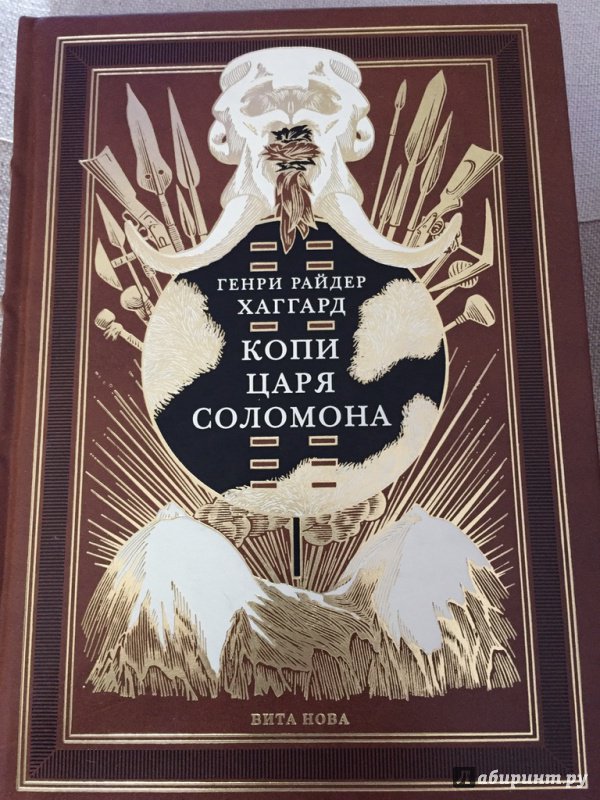 ГЕНРИ РАЙДЕР
ХАГГАРД
КОПИ
ЦАРЯ
СОЛОМОНА
ВИТА НОВА
Лабиринт.ру